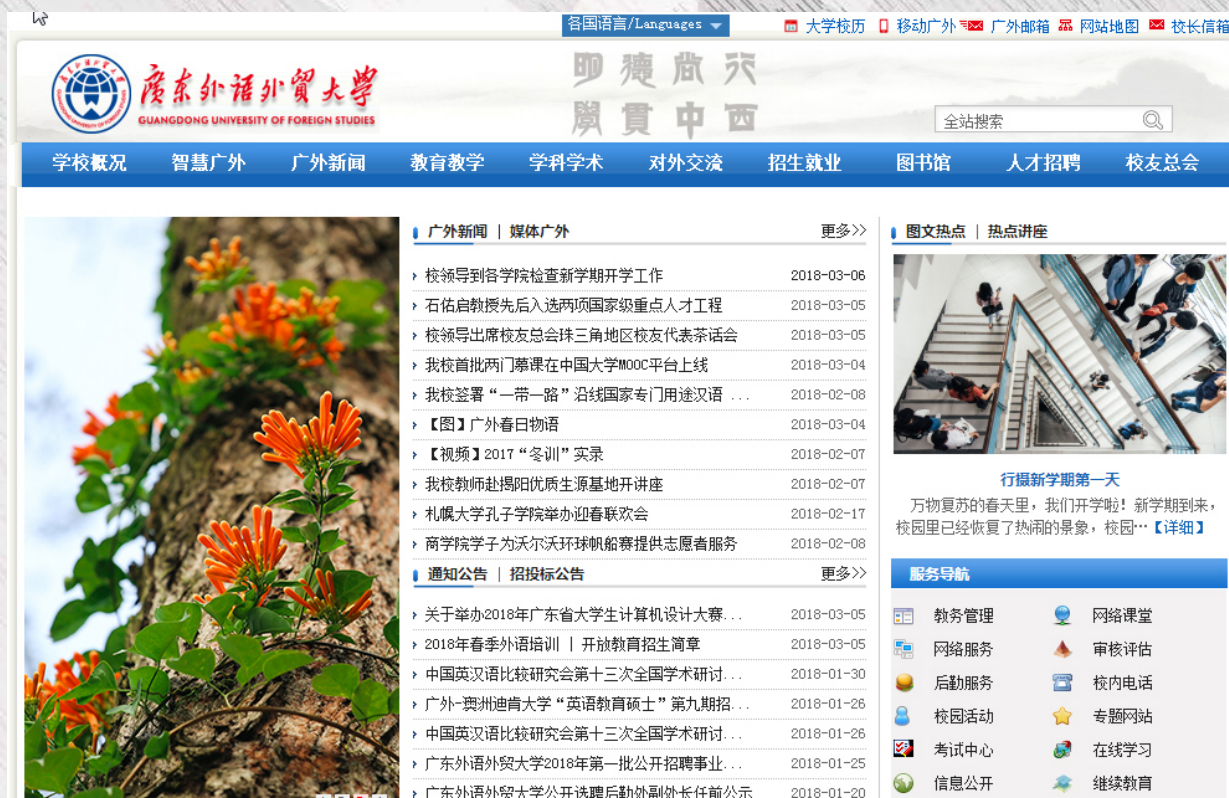 各国语言/Languages
大学校历 移动广外 广外邮箱 网站地图 校长信箱
廣東外語外貿大學
GUANGDONG UNIVERSITY OF FOREIGN STUDIES
明德尚行
學貫中西
全站搜索
学校概况 智慧广外 广外新闻 教育教学 学科学术 对外交流 招生就业 图书馆 人才招聘 校友总会
广外新闻 | 媒体广外 更多>>
校领导到各学院检查新学期开学工作 2018-03-06
石佑启教授先后入选两项国家级重点人才工程 2018-03-05
校领导出席校友总会珠三角地区校友代表茶话会 2018-03-05
我校首批两门慕课在中国大学MOOC平台上线 2018-03-04
我校签署“一带一路”沿线国家专门用途汉语 ... 2018-02-08
【图】广外春日物语 2018-03-04
【视频】2017“冬训”实录 2018-02-07
我校教师赴揭阳优质生源基地开讲座 2018-02-07
札幌大学孔子学院举办迎春联欢会 2018-02-17
商学院学子为沃尔沃环球帆船赛提供志愿者服务 2018-02-08
通知公告 | 招投标公告 更多>>
关于举办2018年广东省大学生计算机设计大赛... 2018-03-05
2018年春季外语培训 | 开放教育招生简章 2018-03-05
中国英汉语比较研究会第十三次全国学术研讨... 2018-01-30
广外-澳洲迪肯大学“英语教育硕士”第九期招... 2018-01-26
中国英汉语比较研究会第十三次全国学术研讨... 2018-01-26
广东外语外贸大学2018年第一批公开招聘事业... 2018-01-25
广东外语外贸大学公开选聘后勤处副处长任前公示 2018-01-20
图文热点 | 热点讲座
行摄新学期第一天
万物复苏的春天里，我们开学啦！新学期到来，
校园里已经恢复了热闹的景象，校园…【详细】
服务导航
教务管理 网络课堂
网络服务 审核评估
后勤服务 校内电话
校园活动 专题网站
考试中心 在线学习
信息公开 继续教育